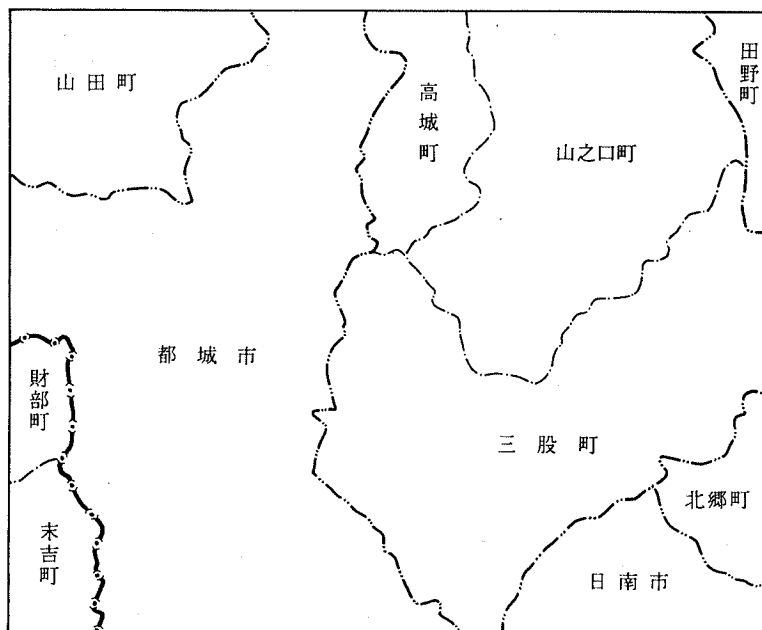 山田町
高城町
田野町
山之口町
都城市
財部町
三股町
北郷町
末吉町
日南市